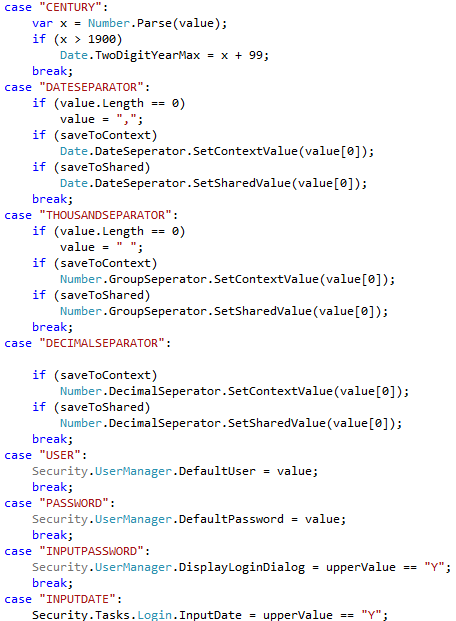 case "CENTURY":
    var x = Number.Parse(value);
    if (x > 1900)
        Date.TwoDigitYearMax = x + 99;
    break;
case "DATESEPARATOR":
    if (value.Length == 0)
        value = ",";
    if (saveToContext)
        Date.DateSeperator.SetContextValue(value[0]);
    if (saveToShared)
        Date.DateSeperator.SetSharedValue(value[0]);
    break;
case "THOUSANDSEPARATOR":
    if (value.Length == 0)
        value = " ";
    if (saveToContext)
        Number.GroupSeperator.SetContextValue(value[0]);
    if (saveToShared)
        Number.GroupSeperator.SetSharedValue(value[0]);
    break;
case "DECIMALSEPARATOR":

    if (saveToContext)
        Number.DecimalSeperator.SetContextValue(value[0]);
    if (saveToShared)
        Number.DecimalSeperator.SetSharedValue(value[0]);
    break;
case "USER":
    Security.UserManager.DefaultUser = value;
    break;
case "PASSWORD":
    Security.UserManager.DefaultPassword = value;
    break;
case "INPUTPASSWORD":
    Security.UserManager.DisplayLoginDialog = upperValue == "Y";
    break;
case "INPUTDATE":
    Security.Tasks.Login.InputDate = upperValue == "Y";